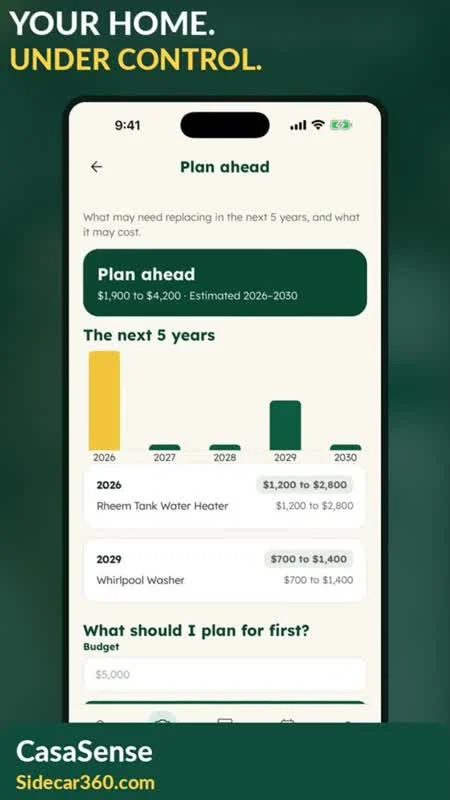 YOUR HOME.
UNDER CONTROL.
9:41
Plan ahead
What may need replacing in the next 5 years, and what
it may cost.
Plan ahead
$1,900 to $4,200 · Estimated 2026–2030
The next 5 years
2026 2027 2028 2029 2030
2026 $1,200 to $2,800
Rheem Tank Water Heater $1,200 to $2,800
2029 $700 to $1,400
Whirlpool Washer $700 to $1,400
What should I plan for first?
Budget
$5,000
CasaSense
Sidecar360.com